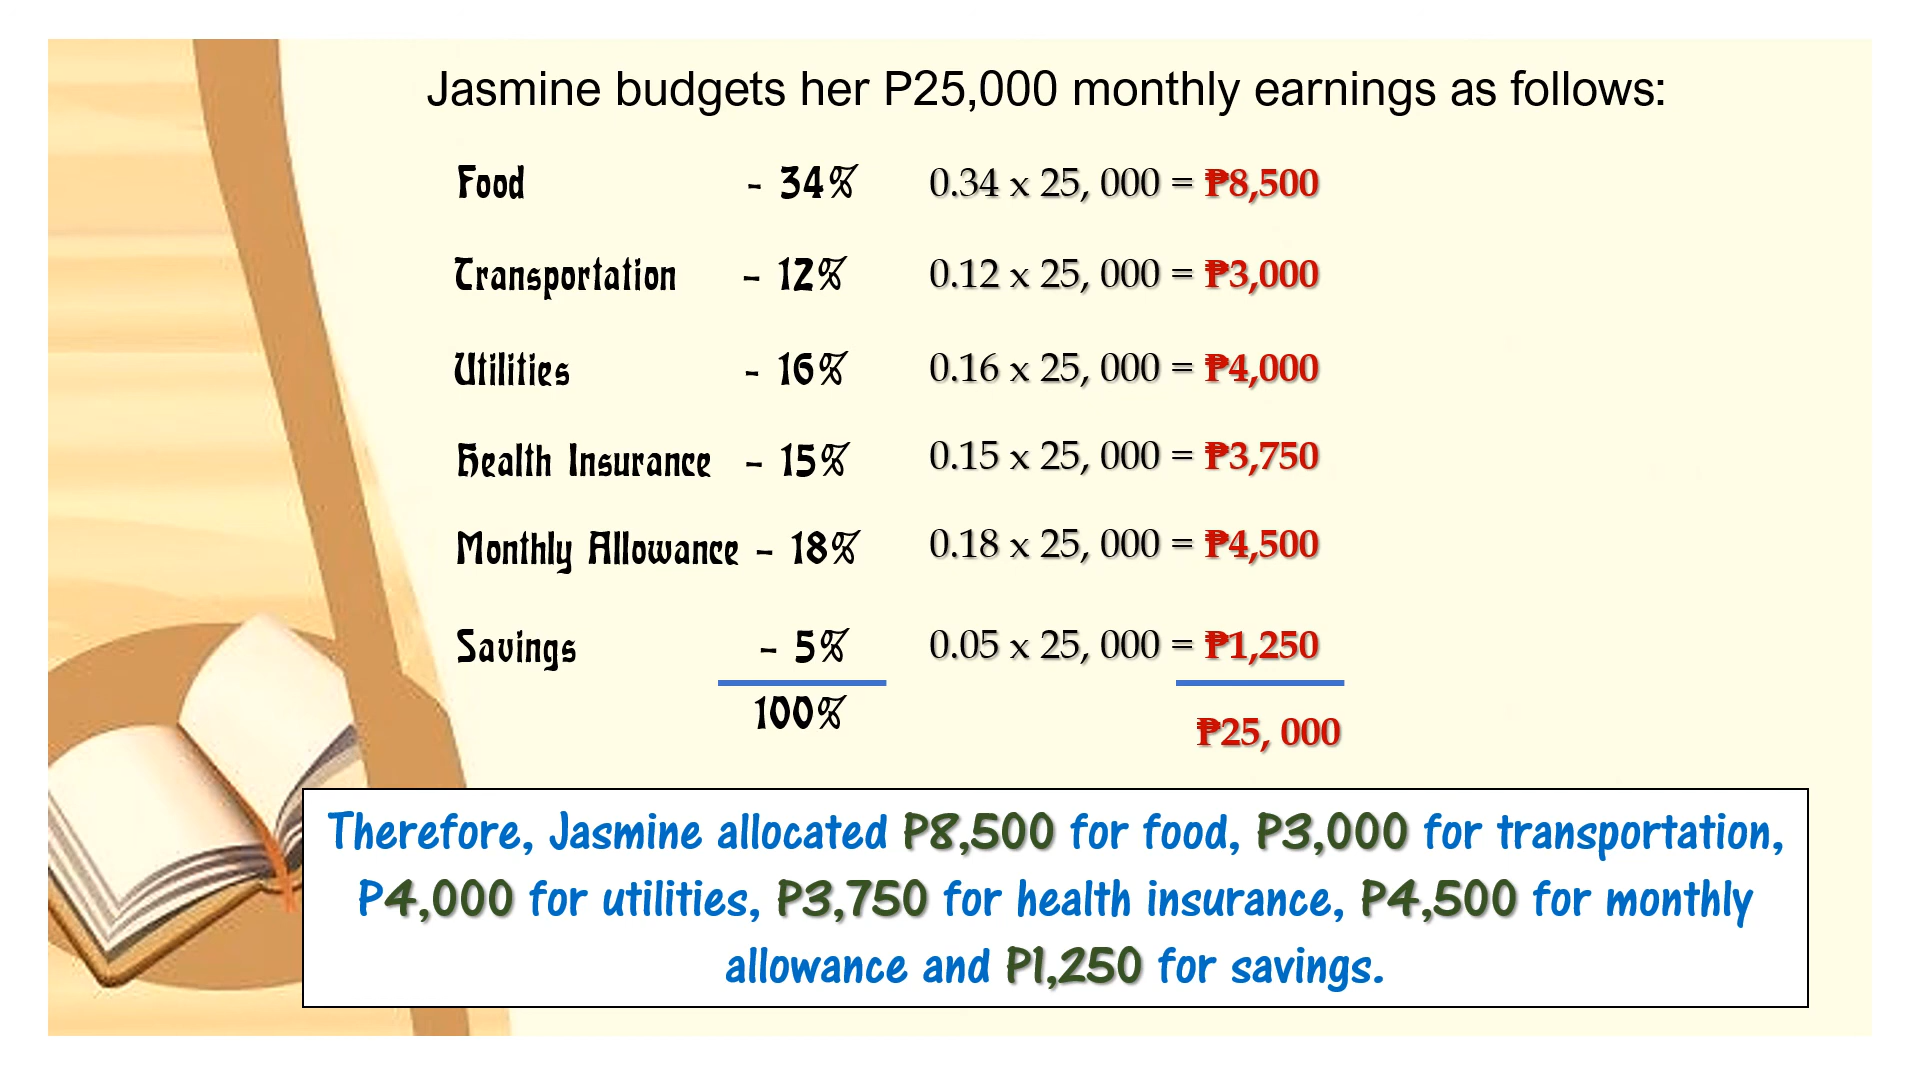 Jasmine budgets her P25,000 monthly earnings as follows:
Food - 34% 0.34 x 25, 000 = ₱8,500
Transportation - 12% 0.12 x 25, 000 = ₱3,000
Utilities - 16% 0.16 x 25, 000 = ₱4,000
Health Insurance - 15% 0.15 x 25, 000 = ₱3,750
Monthly Allowance - 18% 0.18 x 25, 000 = ₱4,500
Savings - 5% 0.05 x 25, 000 = ₱1,250
100% ₱25, 000
Therefore, Jasmine allocated P8,500 for food, P3,000 for transportation,
P4,000 for utilities, P3,750 for health insurance, P4,500 for monthly
allowance and P1,250 for savings.